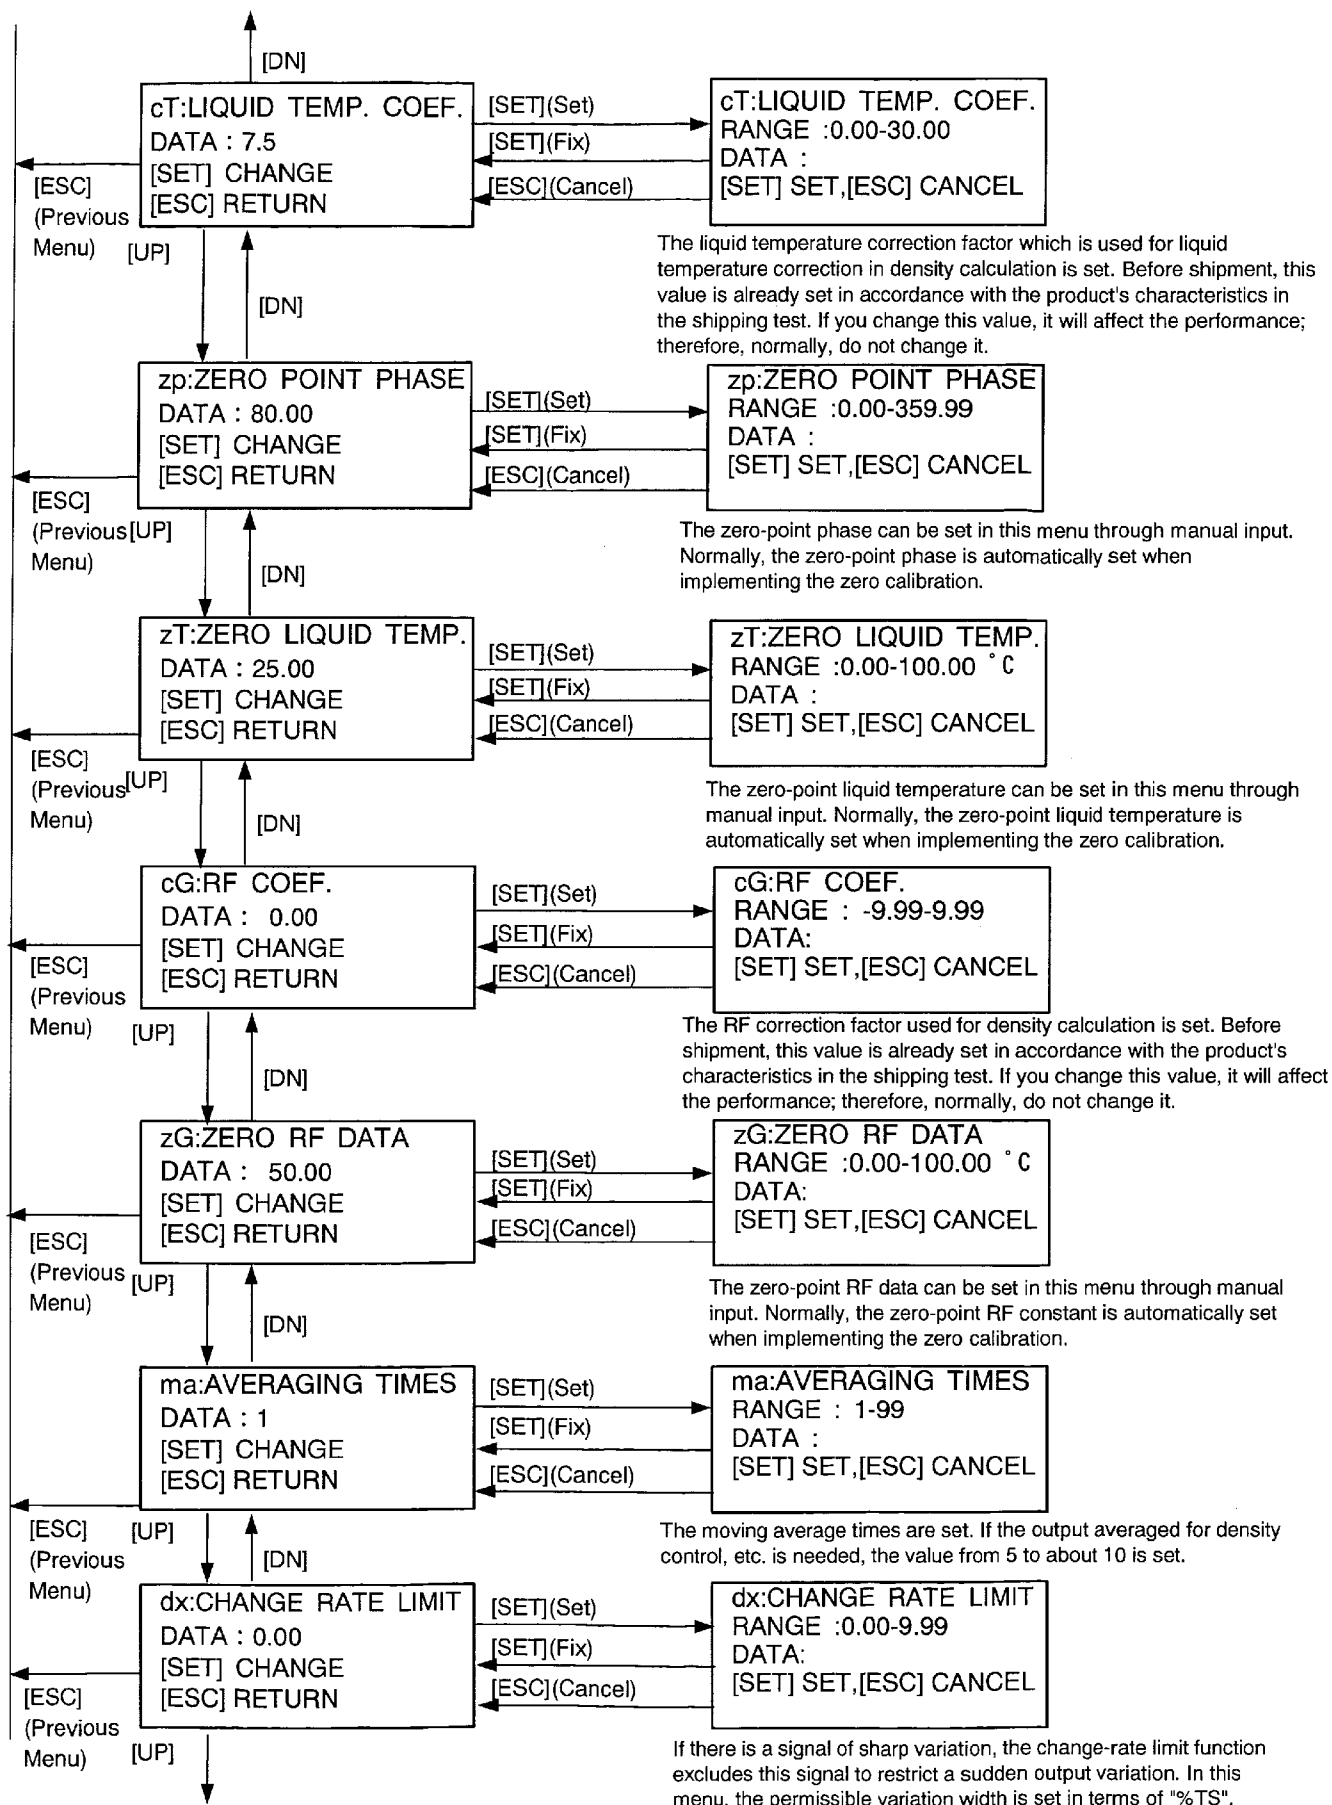 [DN]
cT:LIQUID TEMP. COEF.
DATA : 7.5
[SET] CHANGE
[ESC] RETURN
[SET](Set)
[SET](Fix)
[ESC](Cancel)
cT:LIQUID TEMP. COEF.
RANGE :0.00-30.00
DATA :
[SET] SET,[ESC] CANCEL
[ESC]
(Previous
Menu)
[UP]
[DN]
The liquid temperature correction factor which is used for liquid
temperature correction in density calculation is set. Before shipment, this
value is already set in accordance with the product's characteristics in
the shipping test. If you change this value, it will affect the performance;
therefore, normally, do not change it.
zp:ZERO POINT PHASE
DATA : 80.00
[SET] CHANGE
[ESC] RETURN
[SET](Set)
[SET](Fix)
[ESC](Cancel)
zp:ZERO POINT PHASE
RANGE :0.00-359.99
DATA :
[SET] SET,[ESC] CANCEL
[ESC]
(Previous
Menu)
[UP]
[DN]
The zero-point phase can be set in this menu through manual input.
Normally, the zero-point phase is automatically set when
implementing the zero calibration.
zT:ZERO LIQUID TEMP.
DATA : 25.00
[SET] CHANGE
[ESC] RETURN
[SET](Set)
[SET](Fix)
[ESC](Cancel)
zT:ZERO LIQUID TEMP.
RANGE :0.00-100.00 °C
DATA :
[SET] SET,[ESC] CANCEL
[ESC]
(Previous
Menu)
[UP]
[DN]
The zero-point liquid temperature can be set in this menu through
manual input. Normally, the zero-point liquid temperature is
automatically set when implementing the zero calibration.
cG:RF COEF.
DATA : 0.00
[SET] CHANGE
[ESC] RETURN
[SET](Set)
[SET](Fix)
[ESC](Cancel)
cG:RF COEF.
RANGE : -9.99-9.99
DATA:
[SET] SET,[ESC] CANCEL
[ESC]
(Previous
Menu)
[UP]
[DN]
The RF correction factor used for density calculation is set. Before
shipment, this value is already set in accordance with the product's
characteristics in the shipping test. If you change this value, it will affect
the performance; therefore, normally, do not change it.
zG:ZERO RF DATA
DATA : 50.00
[SET] CHANGE
[ESC] RETURN
[SET](Set)
[SET](Fix)
[ESC](Cancel)
zG:ZERO RF DATA
RANGE :0.00-100.00 °C
DATA:
[SET] SET,[ESC] CANCEL
[ESC]
(Previous
Menu)
[UP]
[DN]
The zero-point RF data can be set in this menu through manual
input. Normally, the zero-point RF constant is automatically set
when implementing the zero calibration.
ma:AVERAGING TIMES
DATA : 1
[SET] CHANGE
[ESC] RETURN
[SET](Set)
[SET](Fix)
[ESC](Cancel)
ma:AVERAGING TIMES
RANGE : 1-99
DATA :
[SET] SET,[ESC] CANCEL
[ESC]
(Previous
Menu)
[UP]
[DN]
The moving average times are set. If the output averaged for density
control, etc. is needed, the value from 5 to about 10 is set.
dx:CHANGE RATE LIMIT
DATA : 0.00
[SET] CHANGE
[ESC] RETURN
[SET](Set)
[SET](Fix)
[ESC](Cancel)
dx:CHANGE RATE LIMIT
RANGE :0.00-9.99
DATA:
[SET] SET,[ESC] CANCEL
[ESC]
(Previous
Menu)
[UP]
If there is a signal of sharp variation, the change-rate limit function
excludes this signal to restrict a sudden output variation. In this
menu, the permissible variation width is set in terms of "%TS".